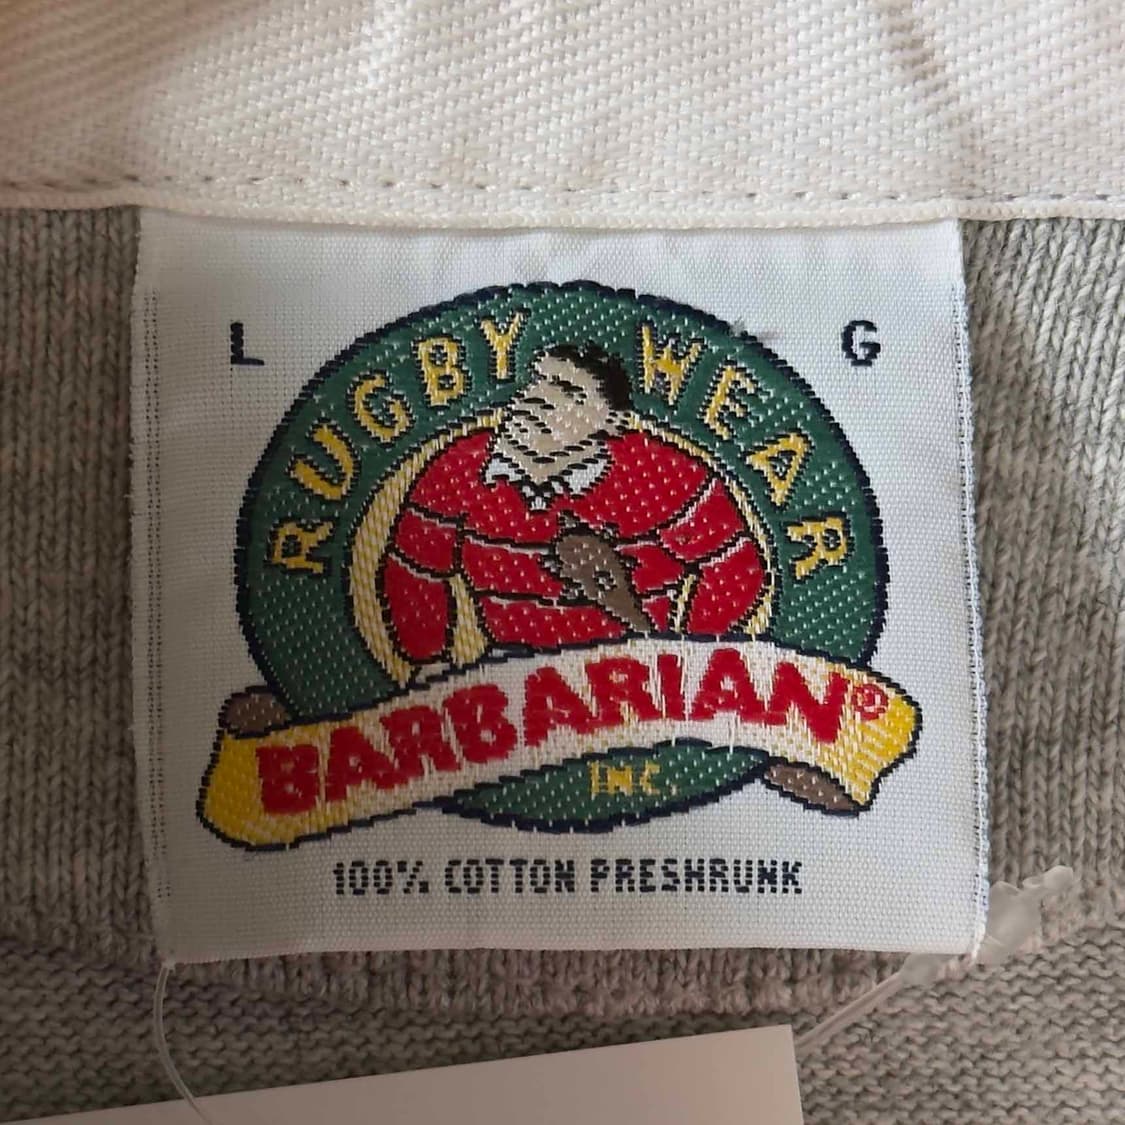 L G
RUGBY WEAR
BARBARIAN®
INC.
100% COTTON PRESHRUNK